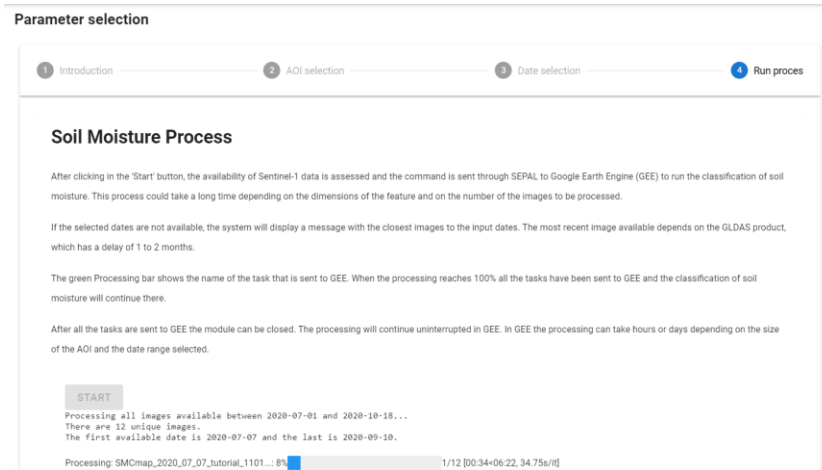 Parameter selection
1 Introduction 2 AOI selection 3 Date selection 4 Run proces
Soil Moisture Process
After clicking in the 'Start' button, the availability of Sentinel-1 data is assessed and the command is sent through SEPAL to Google Earth Engine (GEE) to run the classification of soil
moisture. This process could take a long time depending on the dimensions of the feature and on the number of the images to be processed.
If the selected dates are not available, the system will display a message with the closest images to the input dates. The most recent image available depends on the GLDAS product,
which has a delay of 1 to 2 months.
The green Processing bar shows the name of the task that is sent to GEE. When the processing reaches 100% all the tasks have been sent to GEE and the classification of soil
moisture will continue there.
After all the tasks are sent to GEE the module can be closed. The processing will continue uninterrupted in GEE. In GEE the processing can take hours or days depending on the size
of the AOI and the date range selected.
START
Processing all images available between 2020-07-01 and 2020-10-18...
There are 12 unique images.
The first available date is 2020-07-07 and the last is 2020-09-10.
Processing: SMCmap_2020_07_07_tutorial_1101...: 8% 1/12 [00:34<06:22, 34.75s/it]